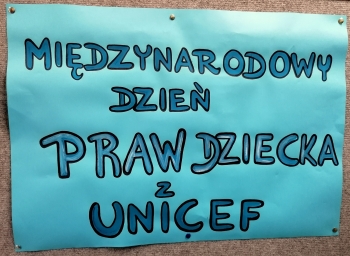 MIĘDZYNARODOWY
DZIEŃ
PRAW DZIECKA
Z
UNICEF